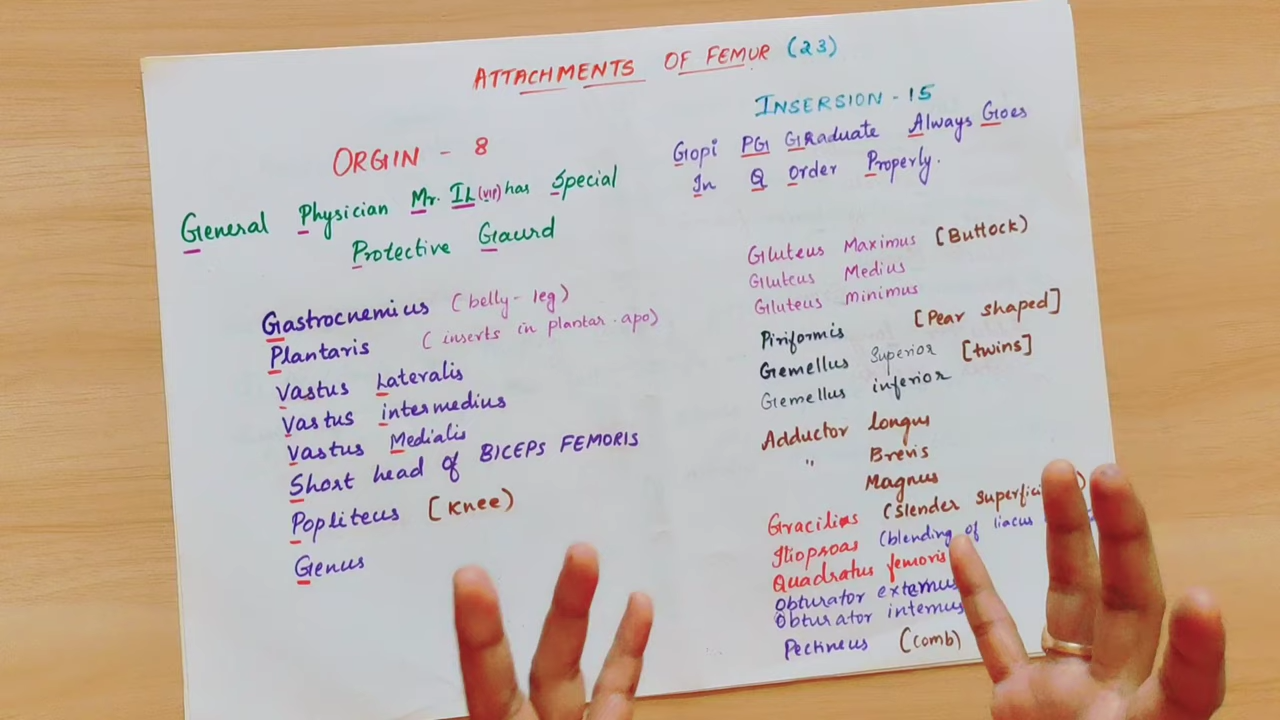 ATTACHMENTS OF FEMUR (23)
ORGIN - 8
General Physician Mr. IL (VIP) has Special
Protective Gaurd
Gastrocnemius (belly-leg)
Plantaris (inserts in plantar.apo)
Vastus Lateralis
Vastus intermedius
Vastus Medialis
Short head of BICEPS FEMORIS
Popliteus [Knee)
Genus
INSERSION - 15
Gopi PG GRaduate Always Goes
In Q Order Properly.
Gluteus Maximus [Buttock)
Gluteus Medius
Gluteus minimus
Piriformis [Pear shaped]
Gemellus Superior [twins]
Gemellus inferior
Adductor longus
" Brevis
Magnus
Gracilis (Slender
Iliopsoas (blending of liacus
Quadratus femoris
Obturator externus
Obturator internus
Pectineus (comb)